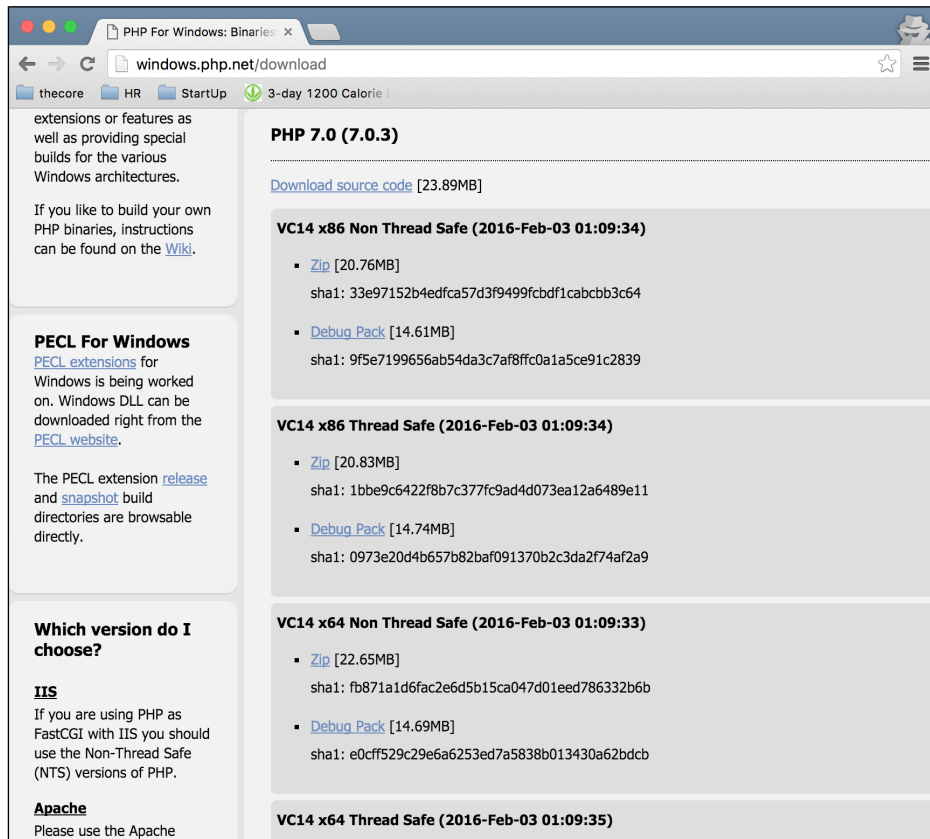 PHP For Windows: Binaries
windows.php.net/download
thecore
HR
StartUp
3-day 1200 Calorie
extensions or features as
well as providing special
builds for the various
Windows architectures.
If you like to build your own
PHP binaries, instructions
can be found on the Wiki.
PECL For Windows
PECL extensions for
Windows is being worked
on. Windows DLL can be
downloaded right from the
PECL website.
The PECL extension release
and snapshot build
directories are browsable
directly.
Which version do I
choose?
IIS
If you are using PHP as
FastCGI with IIS you should
use the Non-Thread Safe
(NTS) versions of PHP.
Apache
Please use the Apache
PHP 7.0 (7.0.3)
Download source code [23.89MB]
VC14 x86 Non Thread Safe (2016-Feb-03 01:09:34)
Zip [20.76MB]
sha1: 33e97152b4edfca57d3f9499fcbdf1cabcbb3c64
Debug Pack [14.61MB]
sha1: 9f5e7199656ab54da3c7af8ffc0a1a5ce91c2839
VC14 x86 Thread Safe (2016-Feb-03 01:09:34)
Zip [20.83MB]
sha1: 1bbe9c6422f8b7c377fc9ad4d073ea12a6489e11
Debug Pack [14.74MB]
sha1: 0973e20d4b657b82baf091370b2c3da2f74af2a9
VC14 x64 Non Thread Safe (2016-Feb-03 01:09:33)
Zip [22.65MB]
sha1: fb871a1d6fac2e6d5b15ca047d01eed786332b6b
Debug Pack [14.69MB]
sha1: e0cff529c29e6a6253ed7a5838b013430a62bdcb
VC14 x64 Thread Safe (2016-Feb-03 01:09:35)